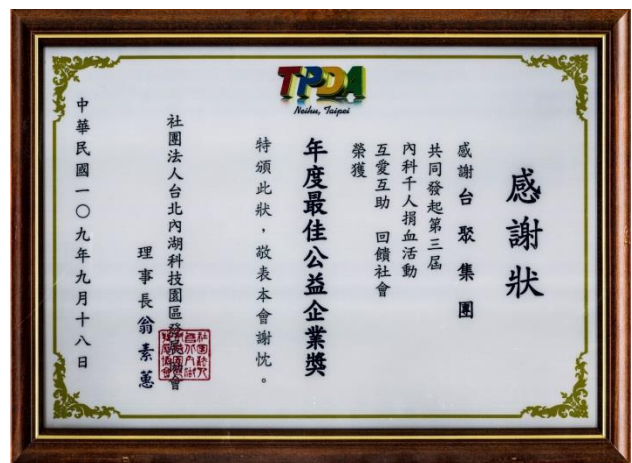 TPDA
Neihu, Taipei
感謝狀
感謝台聚集團
共同發起第三屆
內科千人捐血活動
互愛互助 回饋社會
榮獲
年度最佳公益企業獎
特頒此狀，敬表本會謝忱。
社團法人台北內湖科技園區發展協會
理事長 翁素蕙
中華民國一〇九年九月十八日